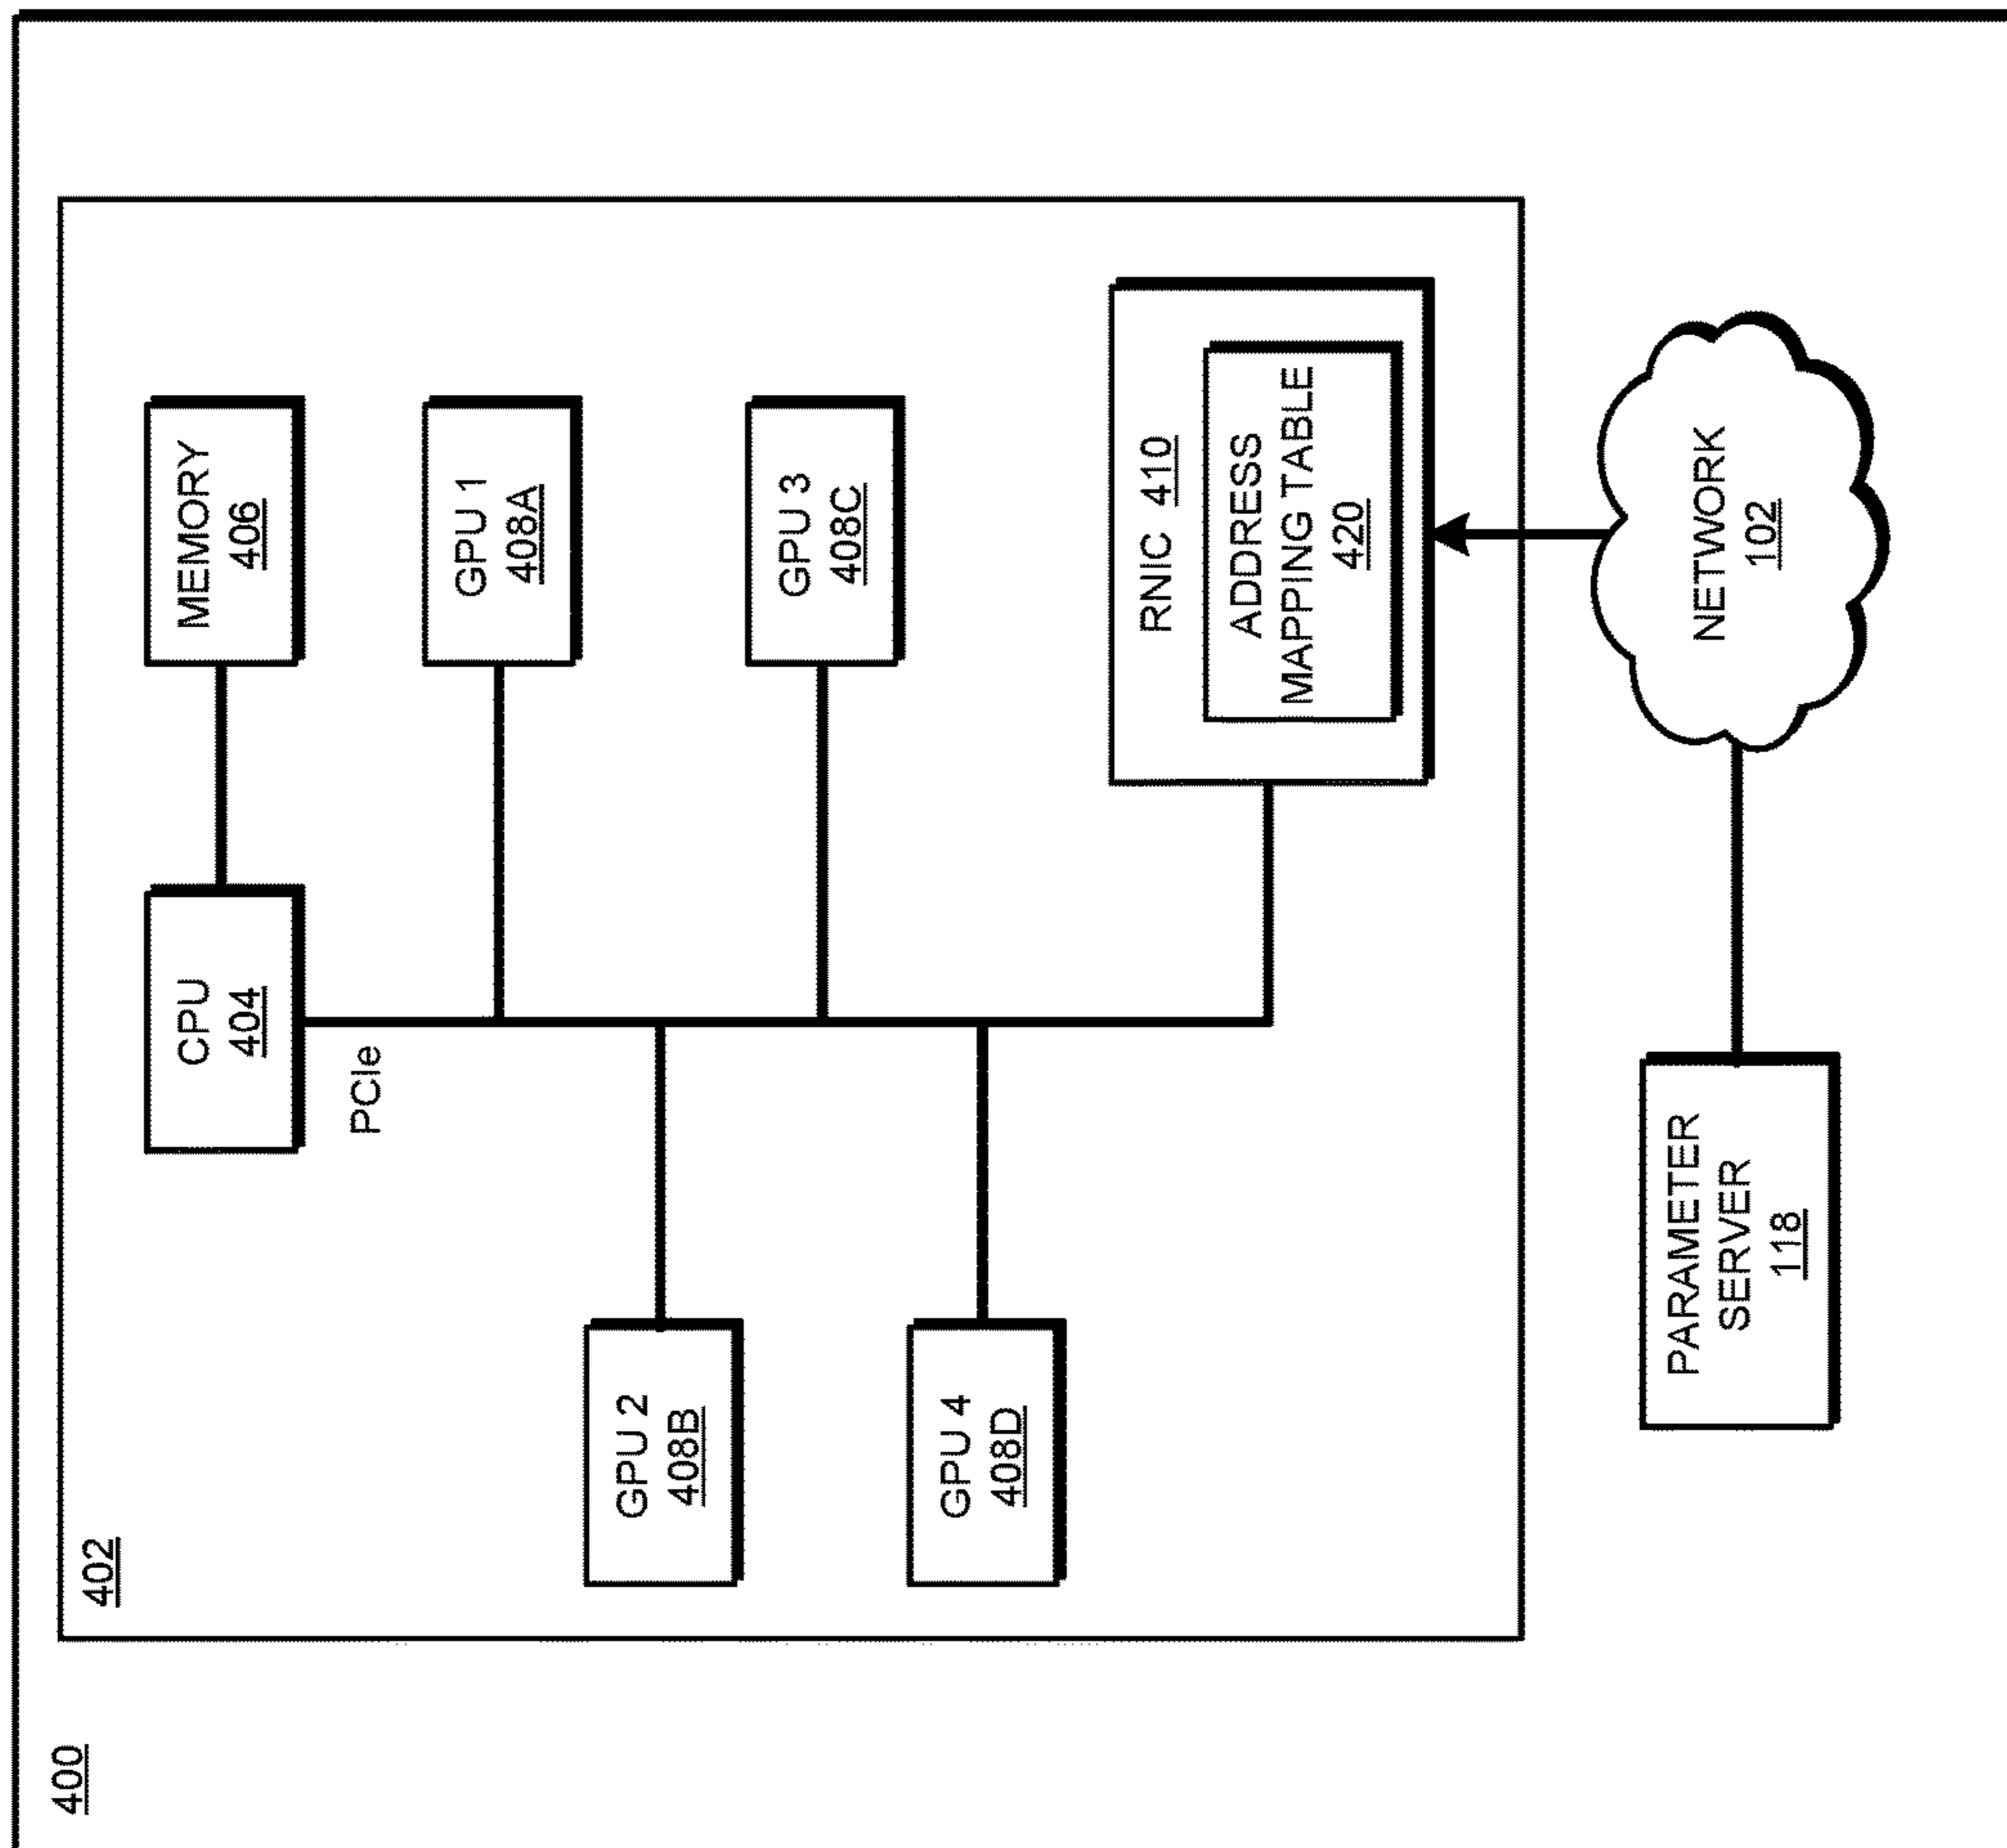 400
402
CPU
404
MEMORY
406
PCIe
GPU 1
408A
GPU 2
408B
GPU 3
408C
GPU 4
408D
RNIC 410
ADDRESS
MAPPING TABLE
420
PARAMETER
SERVER
118
NETWORK
102